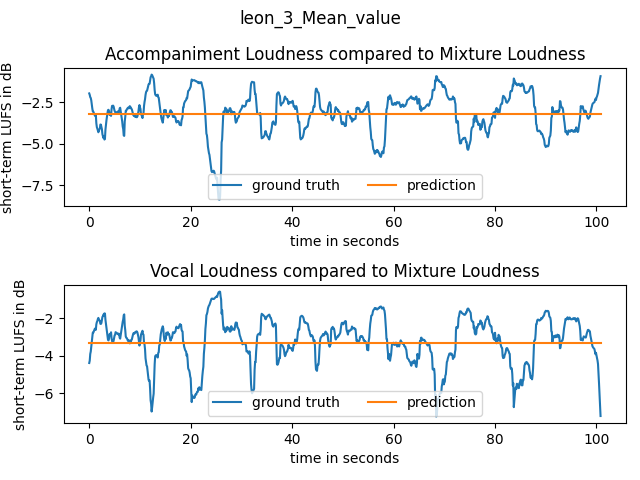 leon_3_Mean_value
Accompaniment Loudness compared to Mixture Loudness
short-term LUFS in dB
−2.5
−5.0
−7.5
ground truth
prediction
0 20 40 60 80 100
time in seconds
Vocal Loudness compared to Mixture Loudness
short-term LUFS in dB
−2
−4
−6
ground truth
prediction
0 20 40 60 80 100
time in seconds